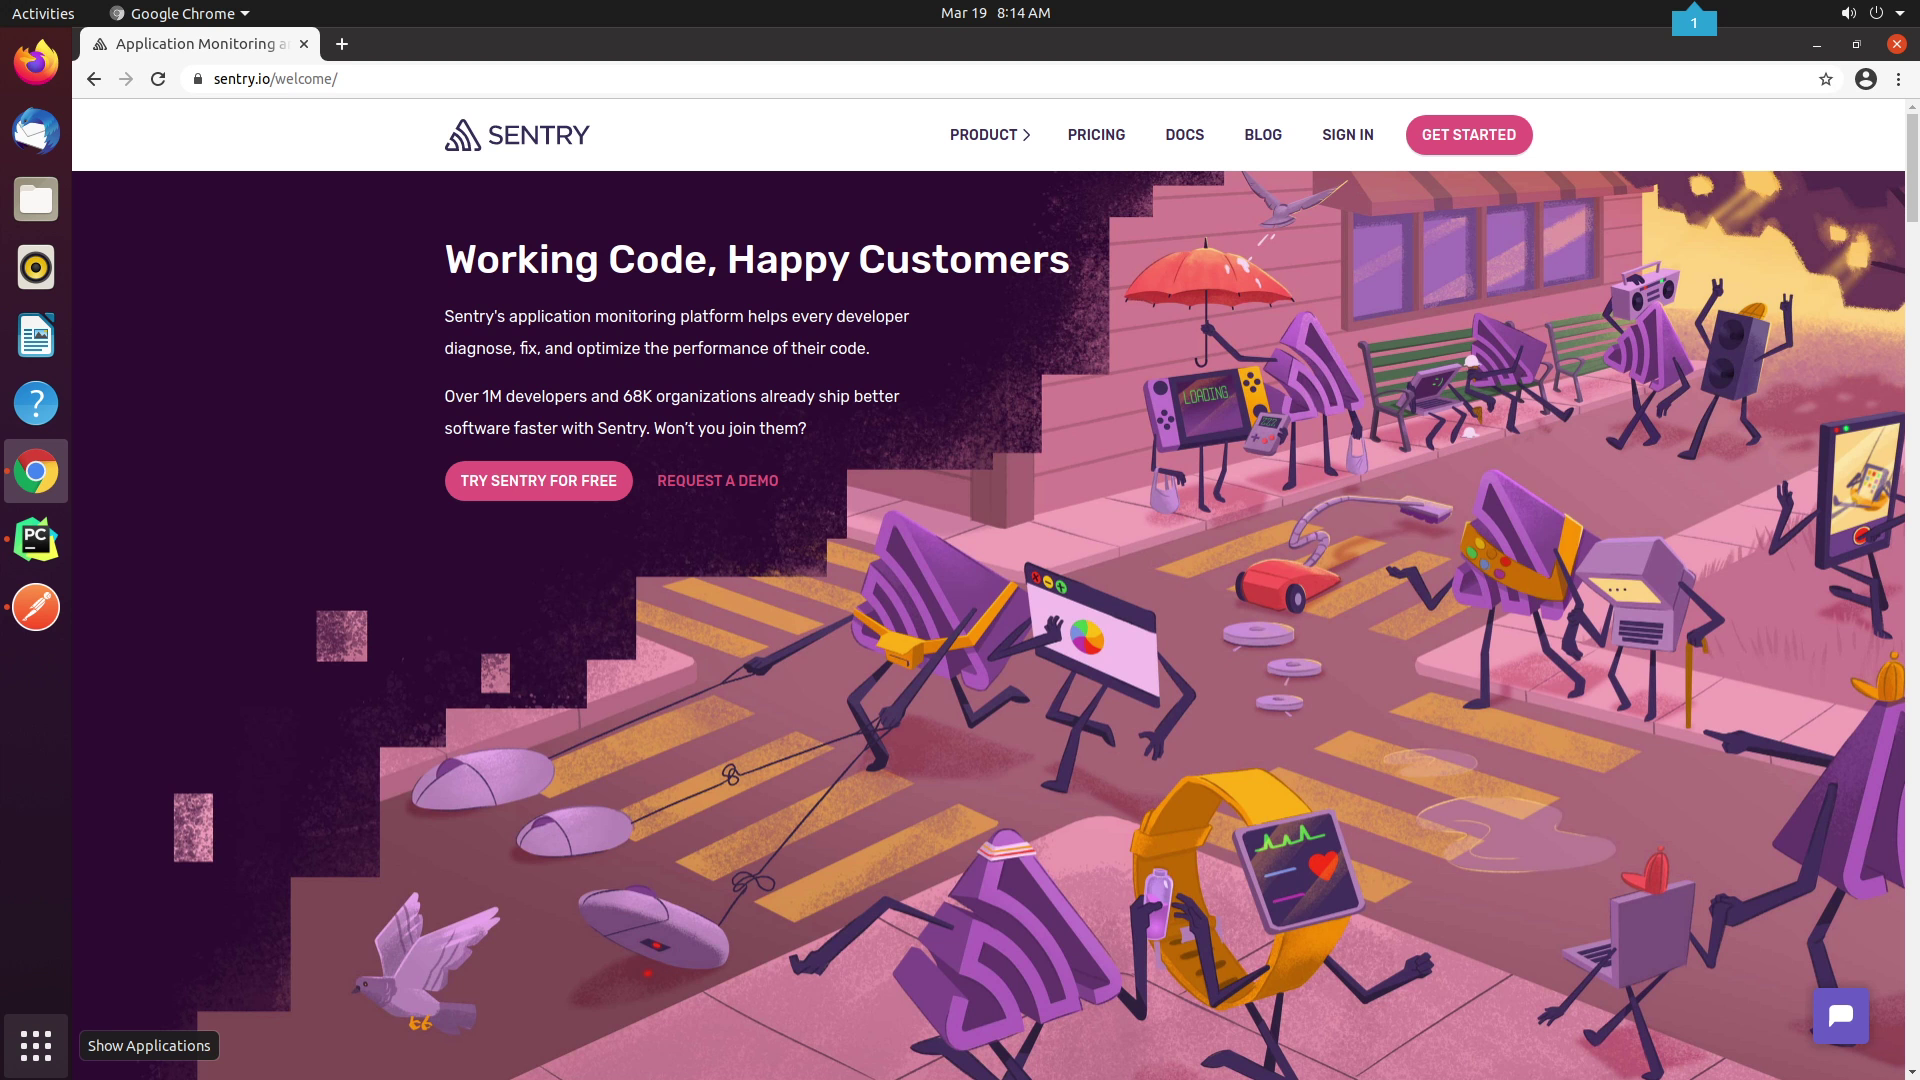 Activities
Google Chrome
Mar 19 8:14 AM
1
Application Monitoring a
sentry.io/welcome/
SENTRY
PRODUCT
PRICING
DOCS
BLOG
SIGN IN
GET STARTED
Working Code, Happy Customers
Sentry's application monitoring platform helps every developer
diagnose, fix, and optimize the performance of their code.
Over 1M developers and 68K organizations already ship better
software faster with Sentry. Won’t you join them?
TRY SENTRY FOR FREE
REQUEST A DEMO
LOADING
PC
Show Applications